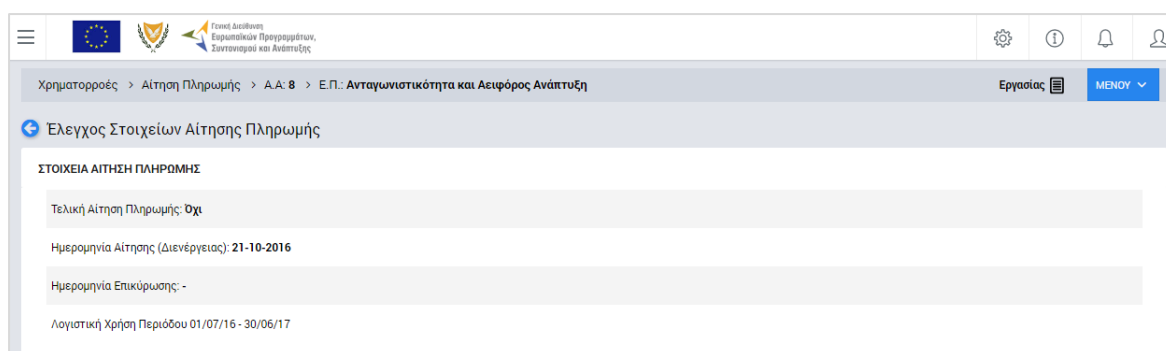 Γενική Διεύθυνση
Ευρωπαϊκών Προγραμμάτων,
Συντονισμού και Ανάπτυξης
Χρηματορροές > Αίτηση Πληρωμής > Α.Α: 8 > Ε.Π.: Ανταγωνιστικότητα και Αειφόρος Ανάπτυξη Εργασίας ΜΕΝΟΥ
Έλεγχος Στοιχείων Αίτησης Πληρωμής
ΣΤΟΙΧΕΙΑ ΑΙΤΗΣΗ ΠΛΗΡΩΜΗΣ
Τελική Αίτηση Πληρωμής: Όχι
Ημερομηνία Αίτησης (Διενέργειας): 21-10-2016
Ημερομηνία Επικύρωσης: -
Λογιστική Χρήση Περιόδου 01/07/16 - 30/06/17